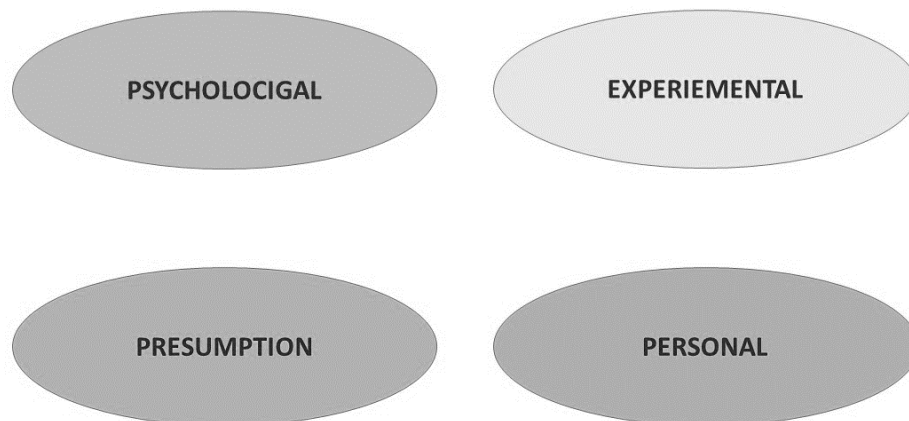 PSYCHOLOCIGAL
EXPERIEMENTAL
PRESUMPTION
PERSONAL